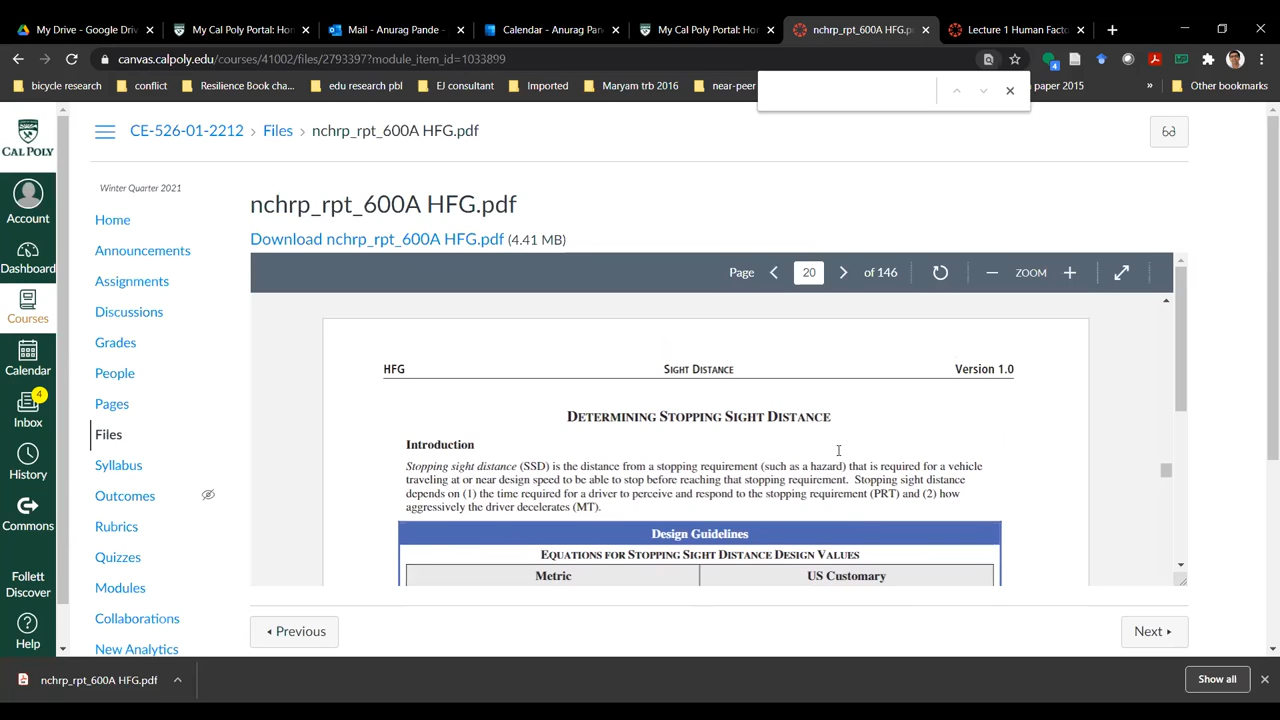 My Drive - Google Driv
My Cal Poly Portal: Hom
Mail - Anurag Pande -
Calendar - Anurag Pan
My Cal Poly Portal: Hom
nchrp_rpt_600A HFG.p
Lecture 1 Human Facto
canvas.calpoly.edu/courses/41002/files/2793397?module_item_id=1033899
4
bicycle research
conflict
Resilience Book cha...
edu research pbl
EJ consultant
Imported
Maryam trb 2016
near-peer
paper 2015
»
Other bookmarks
CAL POLY
Account
Dashboard
Courses
Calendar
4
Inbox
History
Commons
Follett
Discover
Help
CE-526-01-2212 › Files › nchrp_rpt_600A HFG.pdf
Winter Quarter 2021
Home
Announcements
Assignments
Discussions
Grades
People
Pages
Files
Syllabus
Outcomes
Rubrics
Quizzes
Modules
Collaborations
New Analytics
nchrp_rpt_600A HFG.pdf
Download nchrp_rpt_600A HFG.pdf (4.41 MB)
Page 20 of 146 ZOOM
HFG SIGHT DISTANCE Version 1.0
DETERMINING STOPPING SIGHT DISTANCE
Introduction
Stopping sight distance (SSD) is the distance from a stopping requirement (such as a hazard) that is required for a vehicle
traveling at or near design speed to be able to stop before reaching that stopping requirement. Stopping sight distance
depends on (1) the time required for a driver to perceive and respond to the stopping requirement (PRT) and (2) how
aggressively the driver decelerates (MT).
Design Guidelines
EQUATIONS FOR STOPPING SIGHT DISTANCE DESIGN VALUES
Metric US Customary
◂ Previous
Next ▸
nchrp_rpt_600A HFG.pdf
Show all